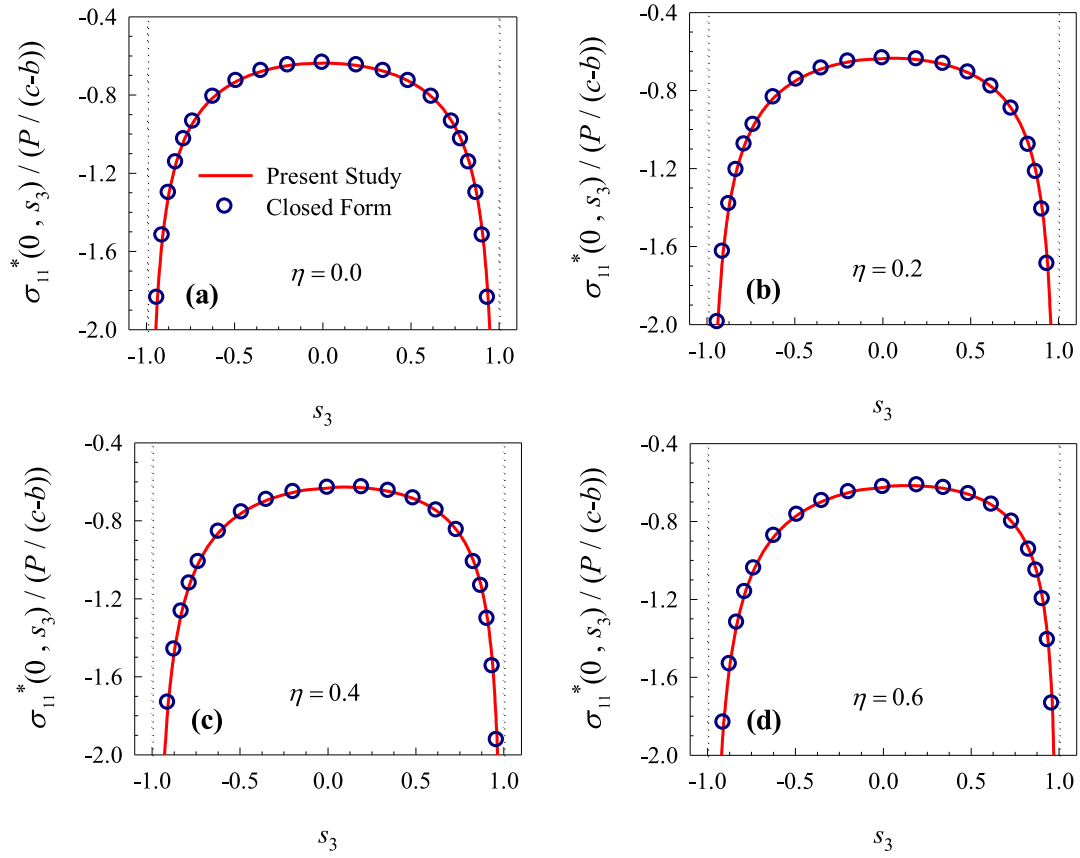 σ₁₁*(0 , s₃) / (P / (c-b))
-0.4
-0.8
-1.2
-1.6
-2.0
Present Study
Closed Form
η = 0.0
(a)
-1.0 -0.5 0.0 0.5 1.0
s₃
σ₁₁*(0 , s₃) / (P / (c-b))
-0.4
-0.8
-1.2
-1.6
-2.0
η = 0.2
(b)
-1.0 -0.5 0.0 0.5 1.0
s₃
σ₁₁*(0 , s₃) / (P / (c-b))
-0.4
-0.8
-1.2
-1.6
-2.0
η = 0.4
(c)
-1.0 -0.5 0.0 0.5 1.0
s₃
σ₁₁*(0 , s₃) / (P / (c-b))
-0.4
-0.8
-1.2
-1.6
-2.0
η = 0.6
(d)
-1.0 -0.5 0.0 0.5 1.0
s₃